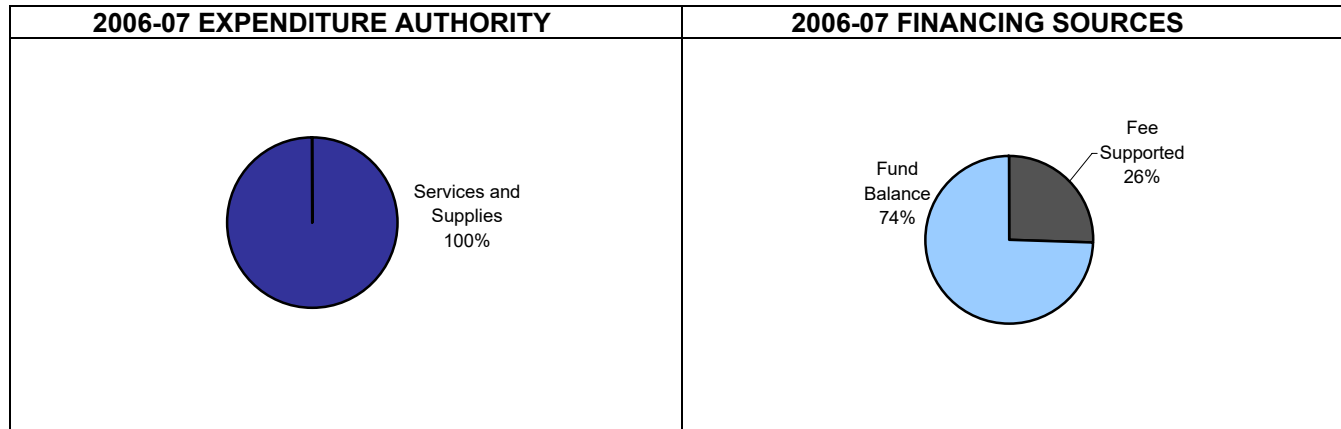 2006-07 EXPENDITURE AUTHORITY
2006-07 FINANCING SOURCES
Services and
Supplies
100%
Fund
Balance
74%
Fee
Supported
26%